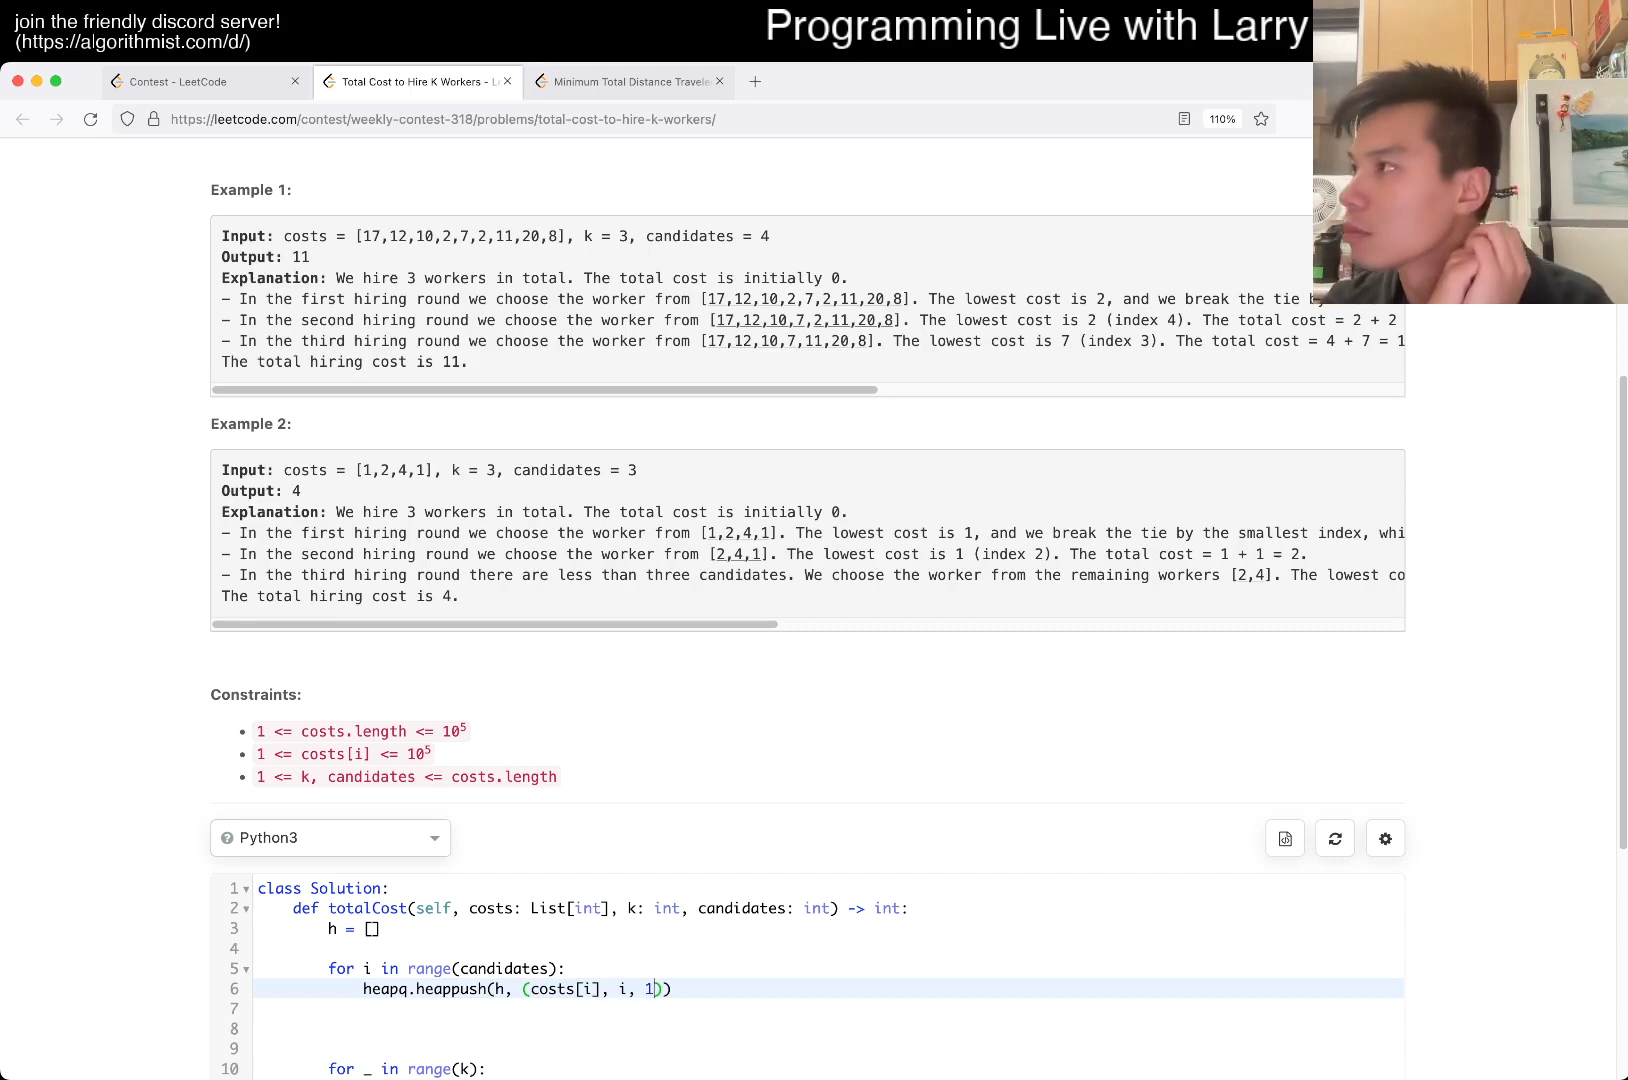 join the friendly discord server!
(https://algorithmist.com/d/)
Programming Live with Larry
Contest - LeetCode
Total Cost to Hire K Workers - Le
Minimum Total Distance Travele
https://leetcode.com/contest/weekly-contest-318/problems/total-cost-to-hire-k-workers/
110%
Example 1:
Input: costs = [17,12,10,2,7,2,11,20,8], k = 3, candidates = 4
Output: 11
Explanation: We hire 3 workers in total. The total cost is initially 0.
- In the first hiring round we choose the worker from [17,12,10,2,7,2,11,20,8]. The lowest cost is 2, and we break the tie by
- In the second hiring round we choose the worker from [17,12,10,7,2,11,20,8]. The lowest cost is 2 (index 4). The total cost = 2 + 2
- In the third hiring round we choose the worker from [17,12,10,7,11,20,8]. The lowest cost is 7 (index 3). The total cost = 4 + 7 = 1
The total hiring cost is 11.
Example 2:
Input: costs = [1,2,4,1], k = 3, candidates = 3
Output: 4
Explanation: We hire 3 workers in total. The total cost is initially 0.
- In the first hiring round we choose the worker from [1,2,4,1]. The lowest cost is 1, and we break the tie by the smallest index, whi
- In the second hiring round we choose the worker from [2,4,1]. The lowest cost is 1 (index 2). The total cost = 1 + 1 = 2.
- In the third hiring round there are less than three candidates. We choose the worker from the remaining workers [2,4]. The lowest co
The total hiring cost is 4.
Constraints:
• 1 <= costs.length <= 10⁵
• 1 <= costs[i] <= 10⁵
• 1 <= k, candidates <= costs.length
Python3
1 class Solution:
2 def totalCost(self, costs: List[int], k: int, candidates: int) -> int:
3 h = []
4
5 for i in range(candidates):
6 heapq.heappush(h, (costs[i], i, 1))
7
8
9
10 for _ in range(k):